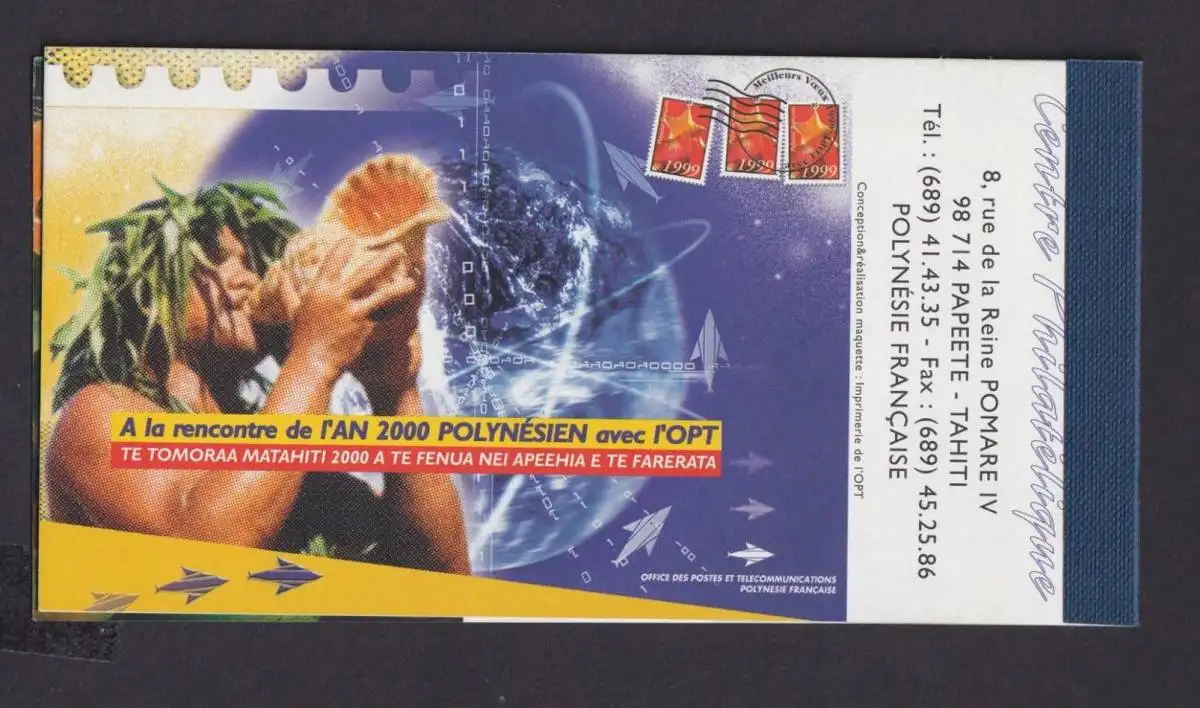 Meilleurs Vœux
1999
1999
1999
A la rencontre de l'AN 2000 POLYNÉSIEN avec l'OPT
TE TOMORAA MATAHITI 2000 A TE FENUA NEI APEEHIA E TE FARERATA
OFFICE DES POSTES ET TELECOMMUNICATIONS
POLYNESIE FRANÇAISE
Conception&réalisation maquette : Imprimerie de l'OPT
Centre Philatélique
8, rue de la Reine POMARE IV
98 714 PAPEETE - TAHITI
Tél. : (689) 41.43.35 - Fax : (689) 45.25.86
POLYNÉSIE FRANÇAISE